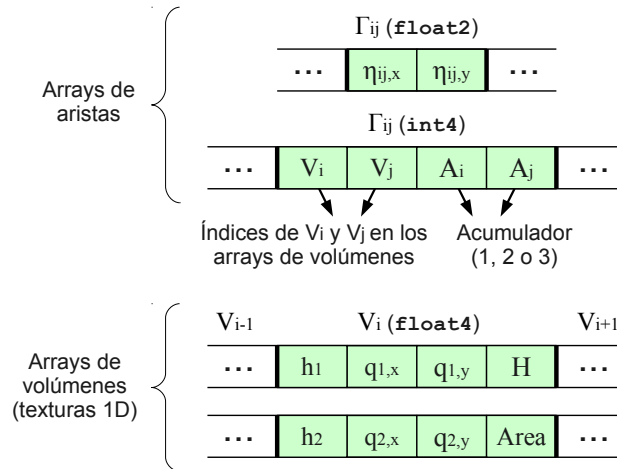 Γij (float2)
Arrays de
aristas
... ηij,x ηij,y ...
Γij (int4)
... Vi Vj Ai Aj ...
Índices de Vi y Vj en los
arrays de volúmenes
Acumulador
(1, 2 o 3)
Arrays de
volúmenes
(texturas 1D)
Vi-1 Vi (float4) Vi+1
... h1 q1,x q1,y H ...
... h2 q2,x q2,y Area ...